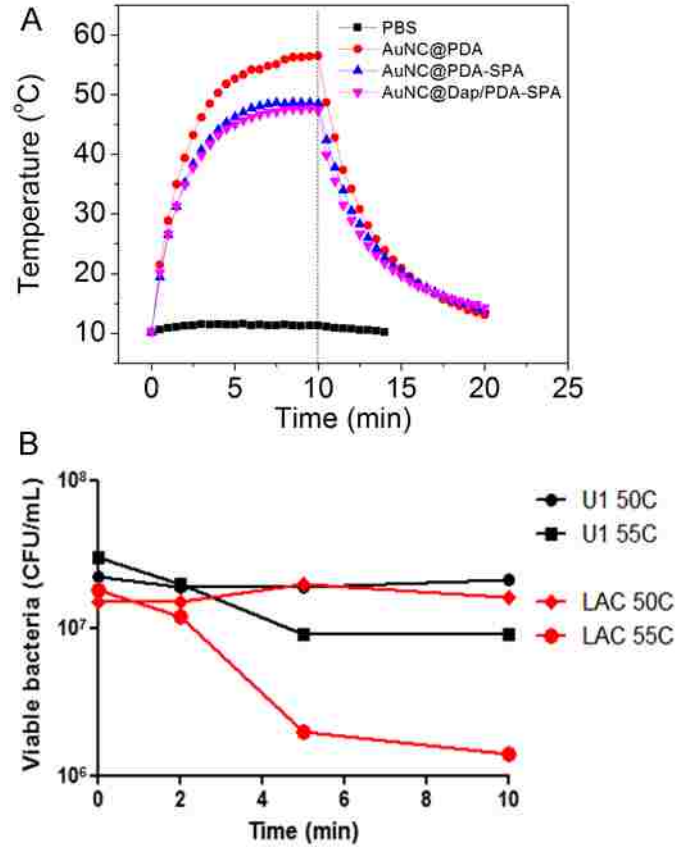 A
PBS
AuNC@PDA
AuNC@PDA-SPA
AuNC@Dap/PDA-SPA
Temperature (°C)
60
50
40
30
20
10
0 5 10 15 20 25
Time (min)
B
Viable bacteria (CFU/mL)
10⁸
10⁷
10⁶
U1 50C
U1 55C
LAC 50C
LAC 55C
0 2 4 6 8 10
Time (min)